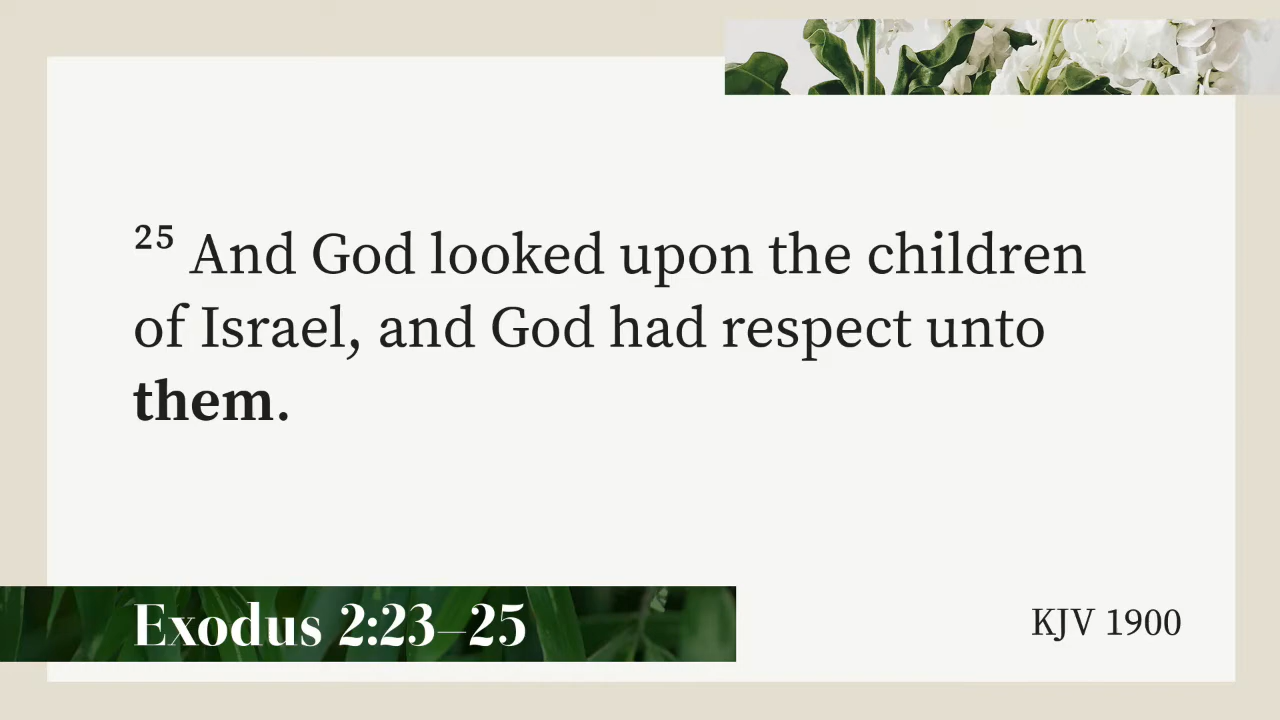 25 And God looked upon the children
of Israel, and God had respect unto
them.
Exodus 2:23–25
KJV 1900